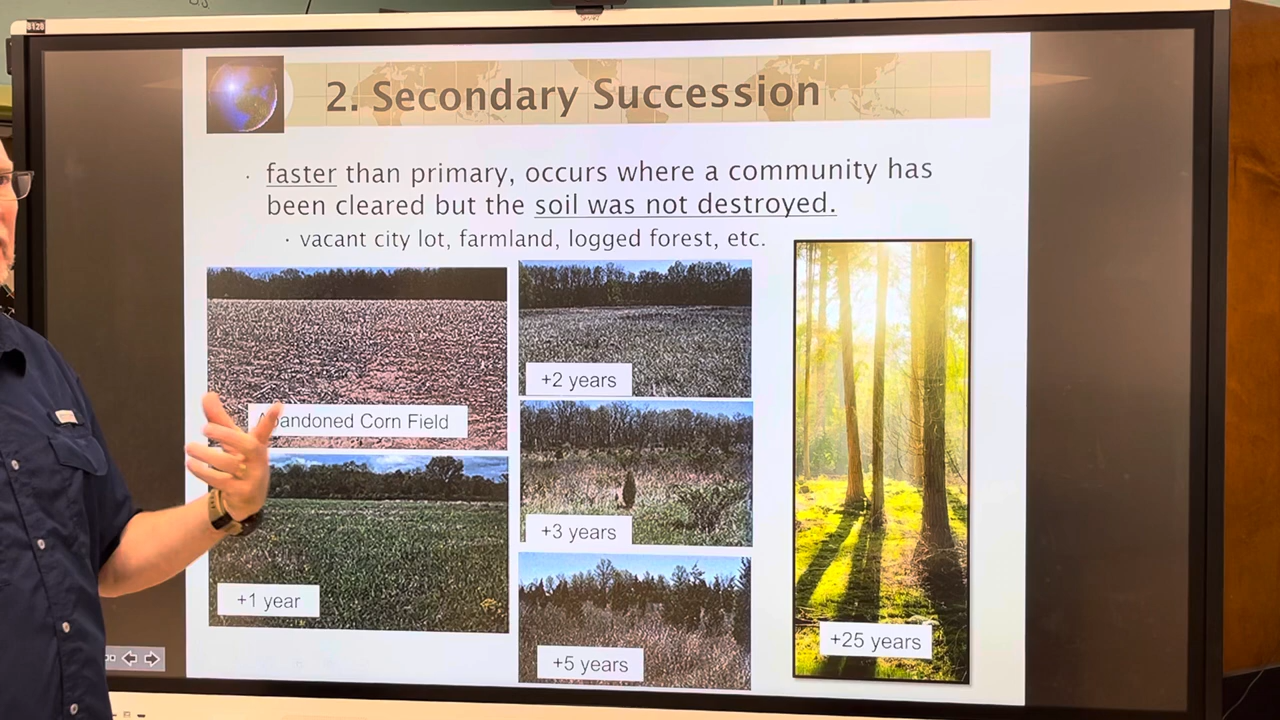 2. Secondary Succession
· faster than primary, occurs where a community has
been cleared but the soil was not destroyed.
· vacant city lot, farmland, logged forest, etc.
Abandoned Corn Field
+1 year
+2 years
+3 years
+5 years
+25 years